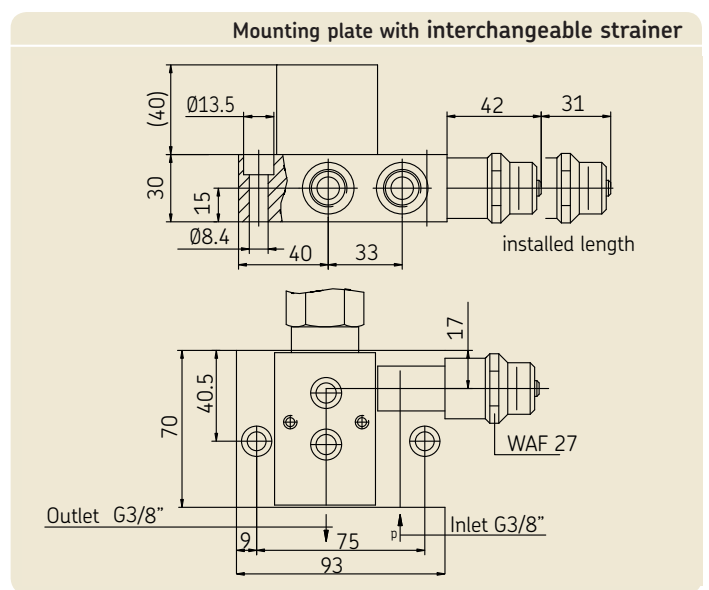 Mounting plate with interchangeable strainer
(40)
Ø13.5
42
31
30
15
Ø8.4
40
33
installed length
17
40.5
70
WAF 27
Outlet G3/8”
p
Inlet G3/8”
9
75
93